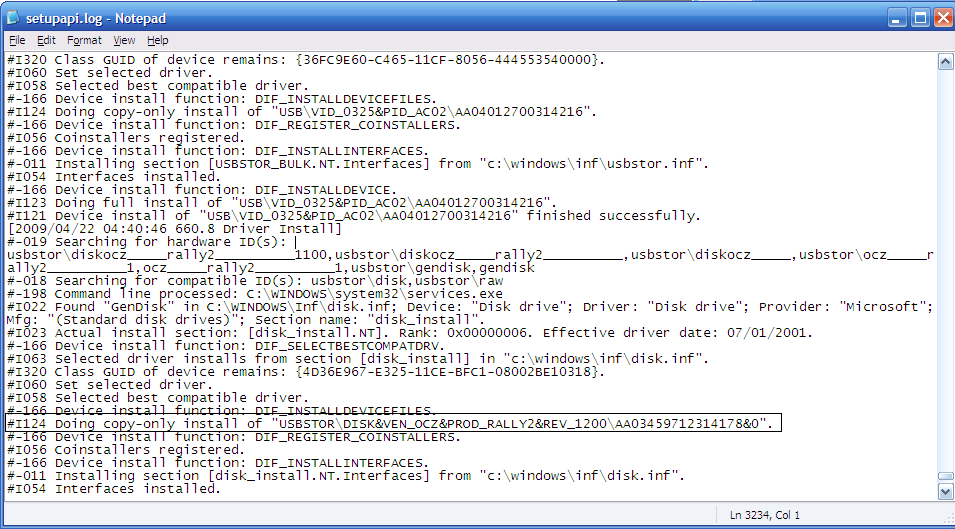 setupapi.log - Notepad
File Edit Format View Help
#I320 Class GUID of device remains: {36FC9E60-C465-11CF-8056-444553540000}.
#I060 Set selected driver.
#I058 Selected best compatible driver.
#-166 Device install function: DIF_INSTALLDEVICEFILES.
#I124 Doing copy-only install of "USB\VID_0325&PID_AC02\AA04012700314216".
#-166 Device install function: DIF_REGISTER_COINSTALLERS.
#I056 Coinstallers registered.
#-166 Device install function: DIF_INSTALLINTERFACES.
#-011 Installing section [USBSTOR_BULK.NT.Interfaces] from "c:\windows\inf\usbstor.inf".
#I054 Interfaces installed.
#-166 Device install function: DIF_INSTALLDEVICE.
#I123 Doing full install of "USB\VID_0325&PID_AC02\AA04012700314216".
#I121 Device install of "USB\VID_0325&PID_AC02\AA04012700314216" finished successfully.
[2009/04/22 04:40:46 660.8 Driver Install]
#-019 Searching for hardware ID(s):
usbstor\diskocz_____rally2__________1100,usbstor\diskocz_____rally2__________,usbstor\diskocz_____,usbstor\ocz_____r
ally2__________1,ocz_____rally2__________1,usbstor\gendisk,gendisk
#-018 Searching for compatible ID(s): usbstor\disk,usbstor\raw
#-198 Command line processed: C:\WINDOWS\system32\services.exe
#I022 Found "GenDisk" in C:\WINDOWS\Inf\disk.inf; Device: "Disk drive"; Driver: "Disk drive"; Provider: "Microsoft";
Mfg: "(Standard disk drives)"; Section name: "disk_install".
#I023 Actual install section: [disk_install.NT]. Rank: 0x00000006. Effective driver date: 07/01/2001.
#-166 Device install function: DIF_SELECTBESTCOMPATDRV.
#I063 Selected driver installs from section [disk_install] in "c:\windows\inf\disk.inf".
#I320 Class GUID of device remains: {4D36E967-E325-11CE-BFC1-08002BE10318}.
#I060 Set selected driver.
#I058 Selected best compatible driver.
#-166 Device install function: DIF_INSTALLDEVICEFILES.
#I124 Doing copy-only install of "USBSTOR\DISK&VEN_OCZ&PROD_RALLY2&REV_1200\AA03459712314178&0".
#-166 Device install function: DIF_REGISTER_COINSTALLERS.
#I056 Coinstallers registered.
#-166 Device install function: DIF_INSTALLINTERFACES.
#-011 Installing section [disk_install.NT.Interfaces] from "c:\windows\inf\disk.inf".
#I054 Interfaces installed.
Ln 3234, Col 1